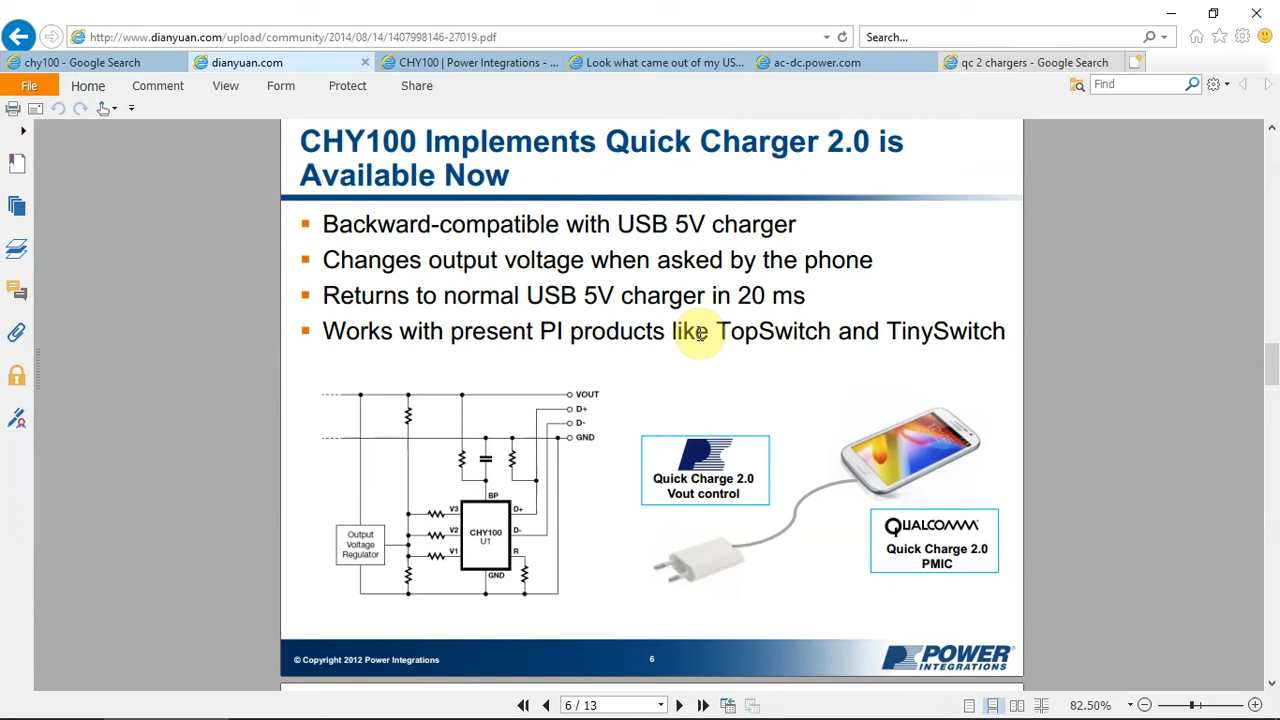 http://www.dianyuan.com/upload/community/2014/08/14/1407998146-27019.pdf
Search...
chy100 - Google Search
dianyuan.com
CHY100 | Power Integrations - ...
Look what came out of my US...
ac-dc.power.com
qc 2 chargers - Google Search
File
Home
Comment
View
Form
Protect
Share
Find
CHY100 Implements Quick Charger 2.0 is
Available Now
Backward-compatible with USB 5V charger
Changes output voltage when asked by the phone
Returns to normal USB 5V charger in 20 ms
Works with present PI products like TopSwitch and TinySwitch
VOUT
D+
D-
GND
BP
V3
D+
V2
CHY100
U1
D-
V1
R
GND
Output
Voltage
Regulator
Quick Charge 2.0
Vout control
QUALCOMM
Quick Charge 2.0
PMIC
© Copyright 2012 Power Integrations
6
POWER
INTEGRATIONS
6 / 13
82.50%